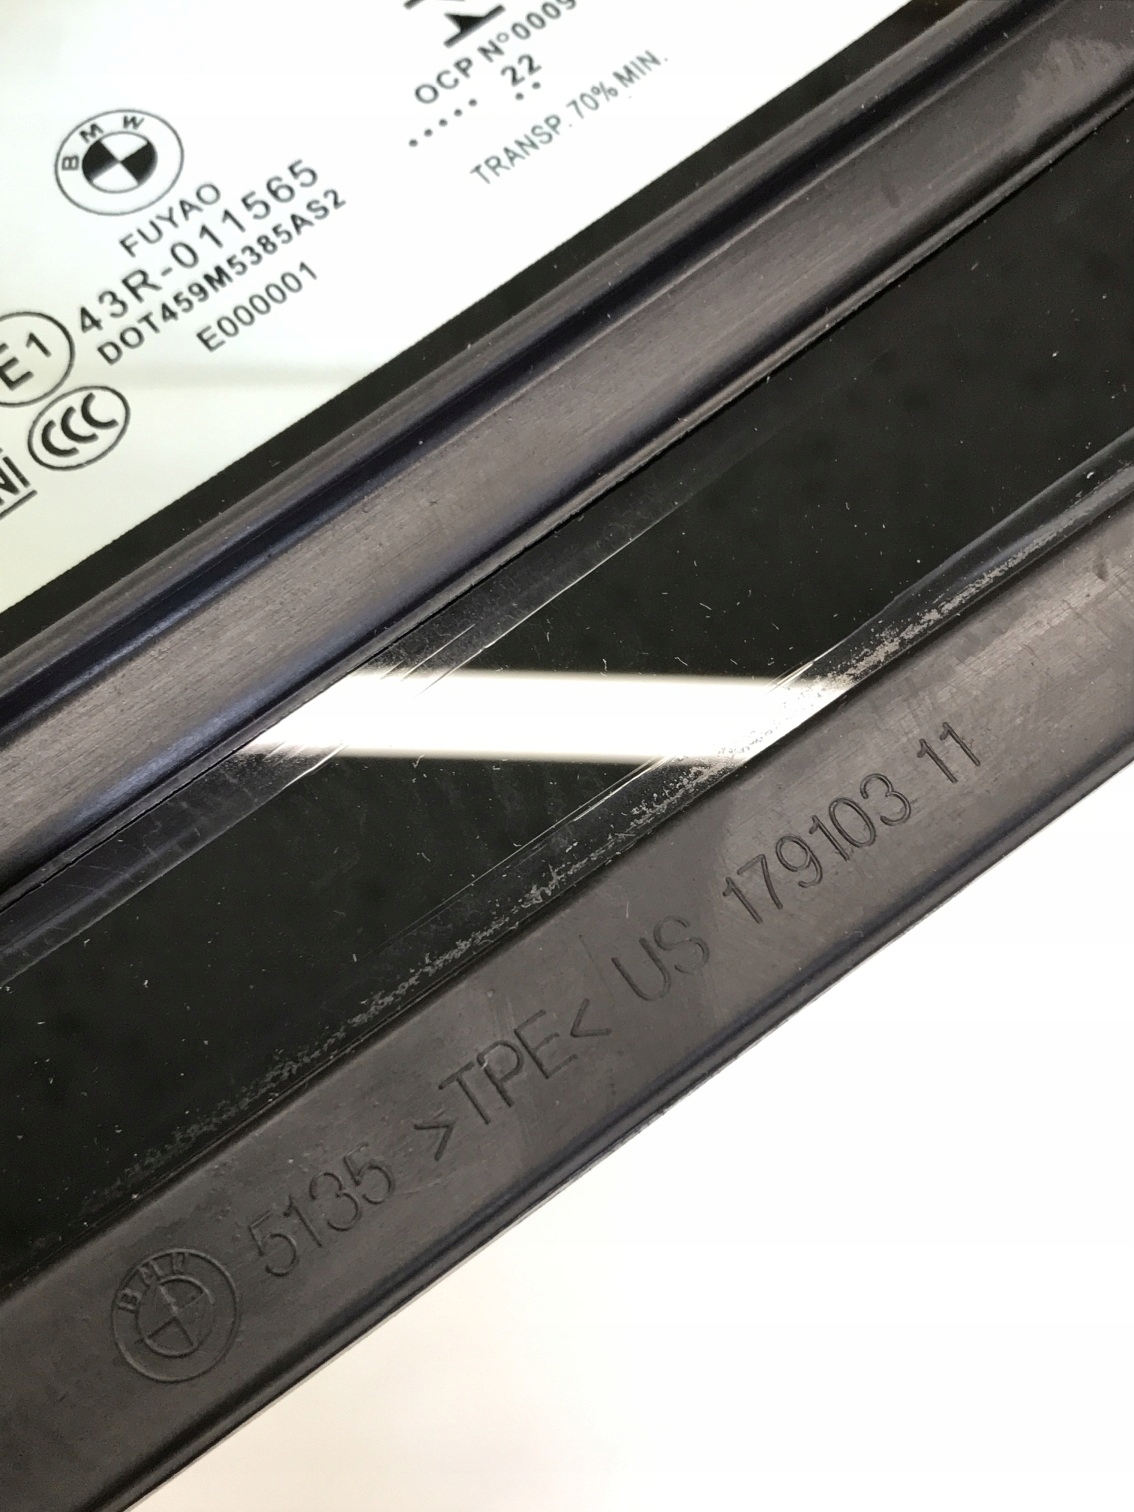 BMW
FUYAO
43R-011565
DOT459M5385AS2
E000001
E1
CCC
OCP N°0009
..... 22
..
TRANSP. 70% MIN.
BMW
5135 >TPE< US 179103 11